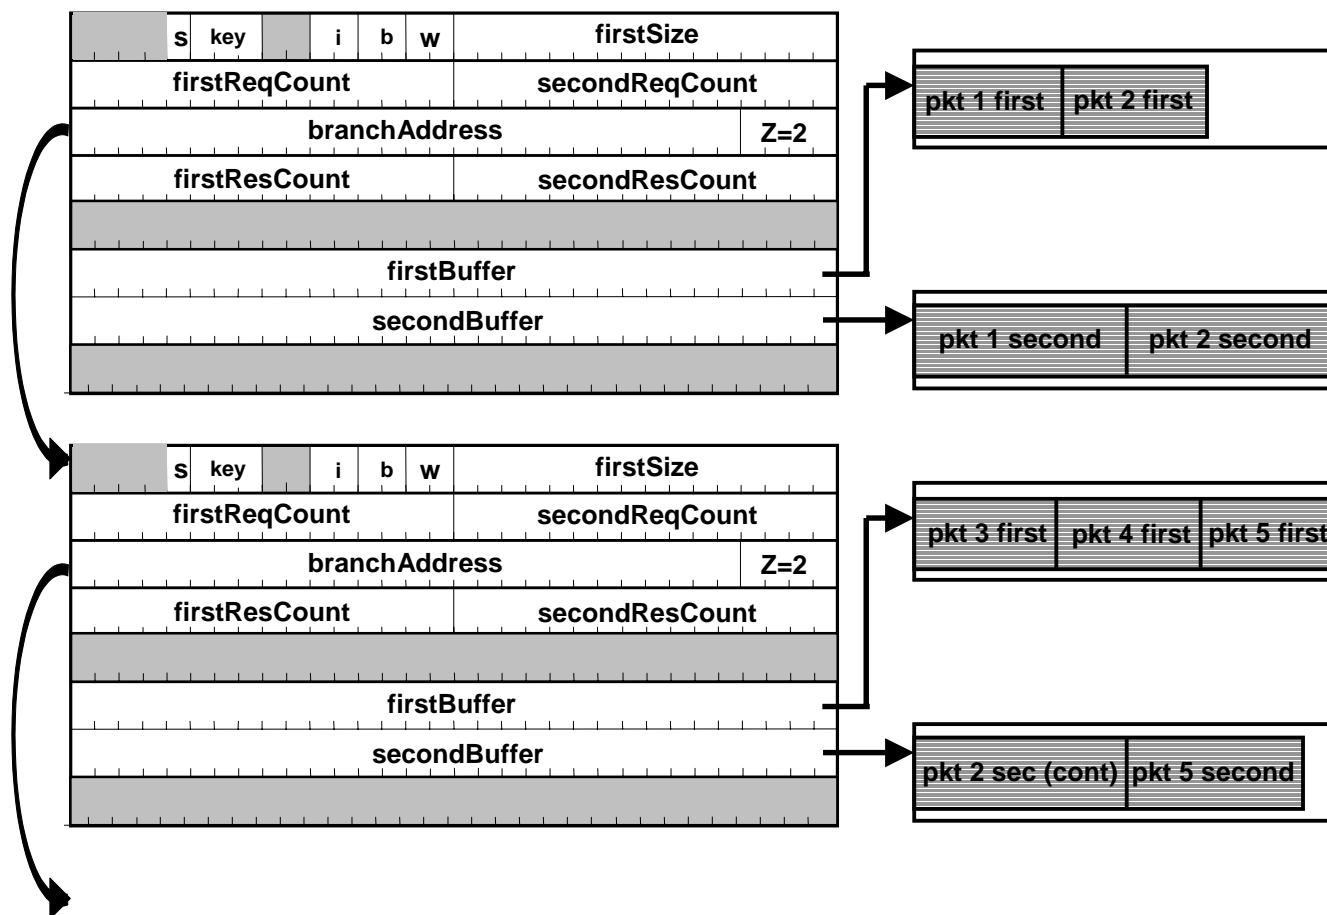 s key i b w firstSize
firstReqCount secondReqCount
branchAddress Z=2
firstResCount secondResCount
firstBuffer
secondBuffer
pkt 1 first pkt 2 first
pkt 1 second pkt 2 second
s key i b w firstSize
firstReqCount secondReqCount
branchAddress Z=2
firstResCount secondResCount
firstBuffer
secondBuffer
pkt 3 first pkt 4 first pkt 5 first
pkt 2 sec (cont) pkt 5 second